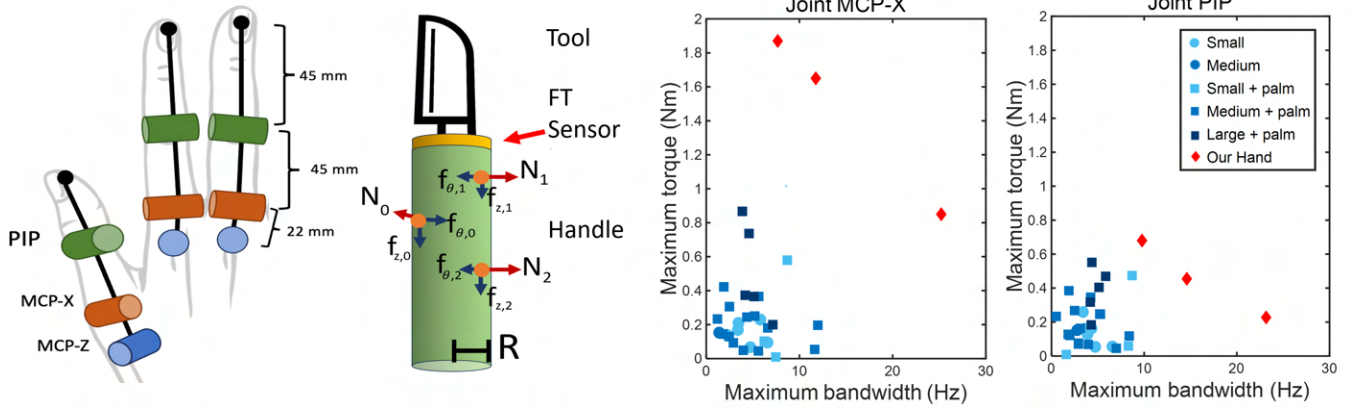 45 mm
45 mm
22 mm
PIP
MCP-X
MCP-Z
Tool
FT
Sensor
Handle
N0
N1
N2
fθ,1
fz,1
fθ,0
fz,0
fθ,2
fz,2
R
Joint MCP-X
Maximum torque (Nm)
2
1.8
1.6
1.4
1.2
1
0.8
0.6
0.4
0.2
0
0
10
20
30
Maximum bandwidth (Hz)
Joint PIP
Maximum torque (Nm)
2
1.8
1.6
1.4
1.2
1
0.8
0.6
0.4
0.2
0
0
10
20
30
Maximum bandwidth (Hz)
Small
Medium
Small + palm
Medium + palm
Large + palm
Our Hand